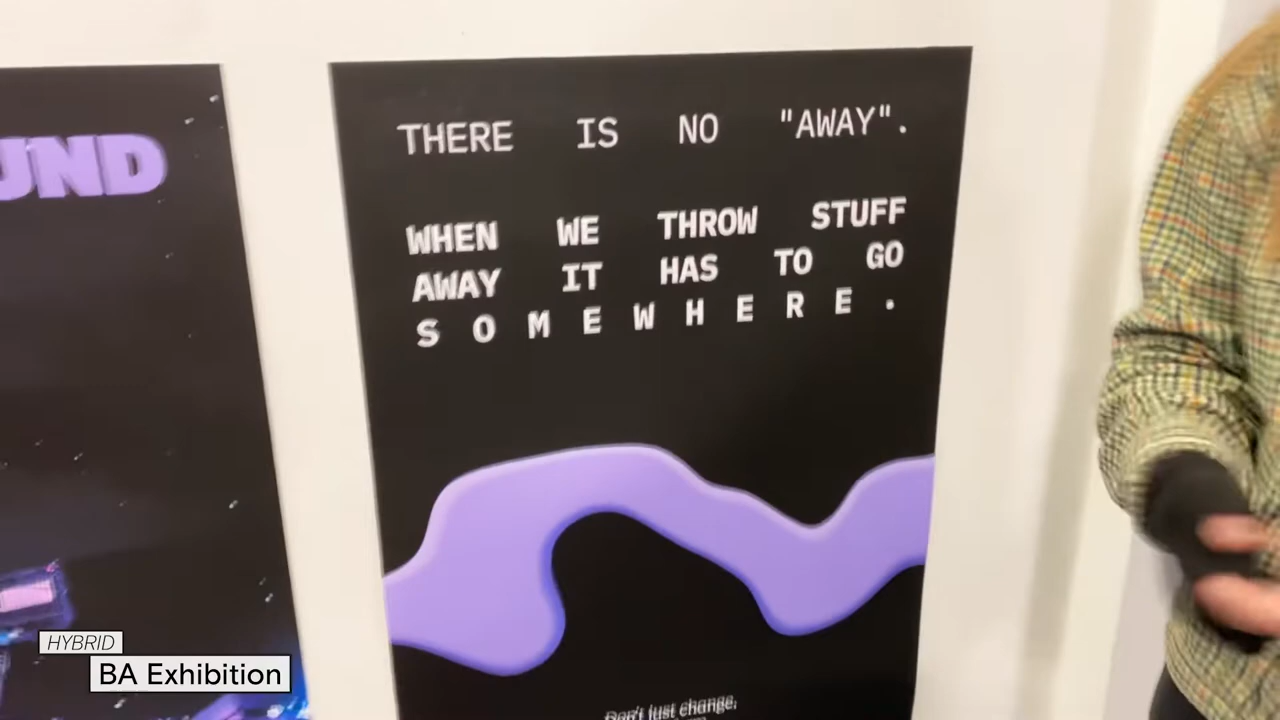 UND
THERE IS NO "AWAY".
WHEN WE THROW STUFF
AWAY IT HAS TO GO
SOMEWHERE.
Don't just change.
HYBRID
BA Exhibition